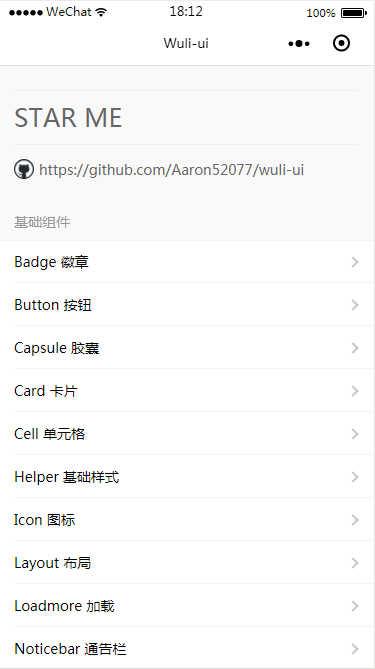 WeChat 18:12 100%
Wuli-ui
STAR ME
https://github.com/Aaron52077/wuli-ui
基础组件
Badge 徽章
Button 按钮
Capsule 胶囊
Card 卡片
Cell 单元格
Helper 基础样式
Icon 图标
Layout 布局
Loadmore 加载
Noticebar 通告栏